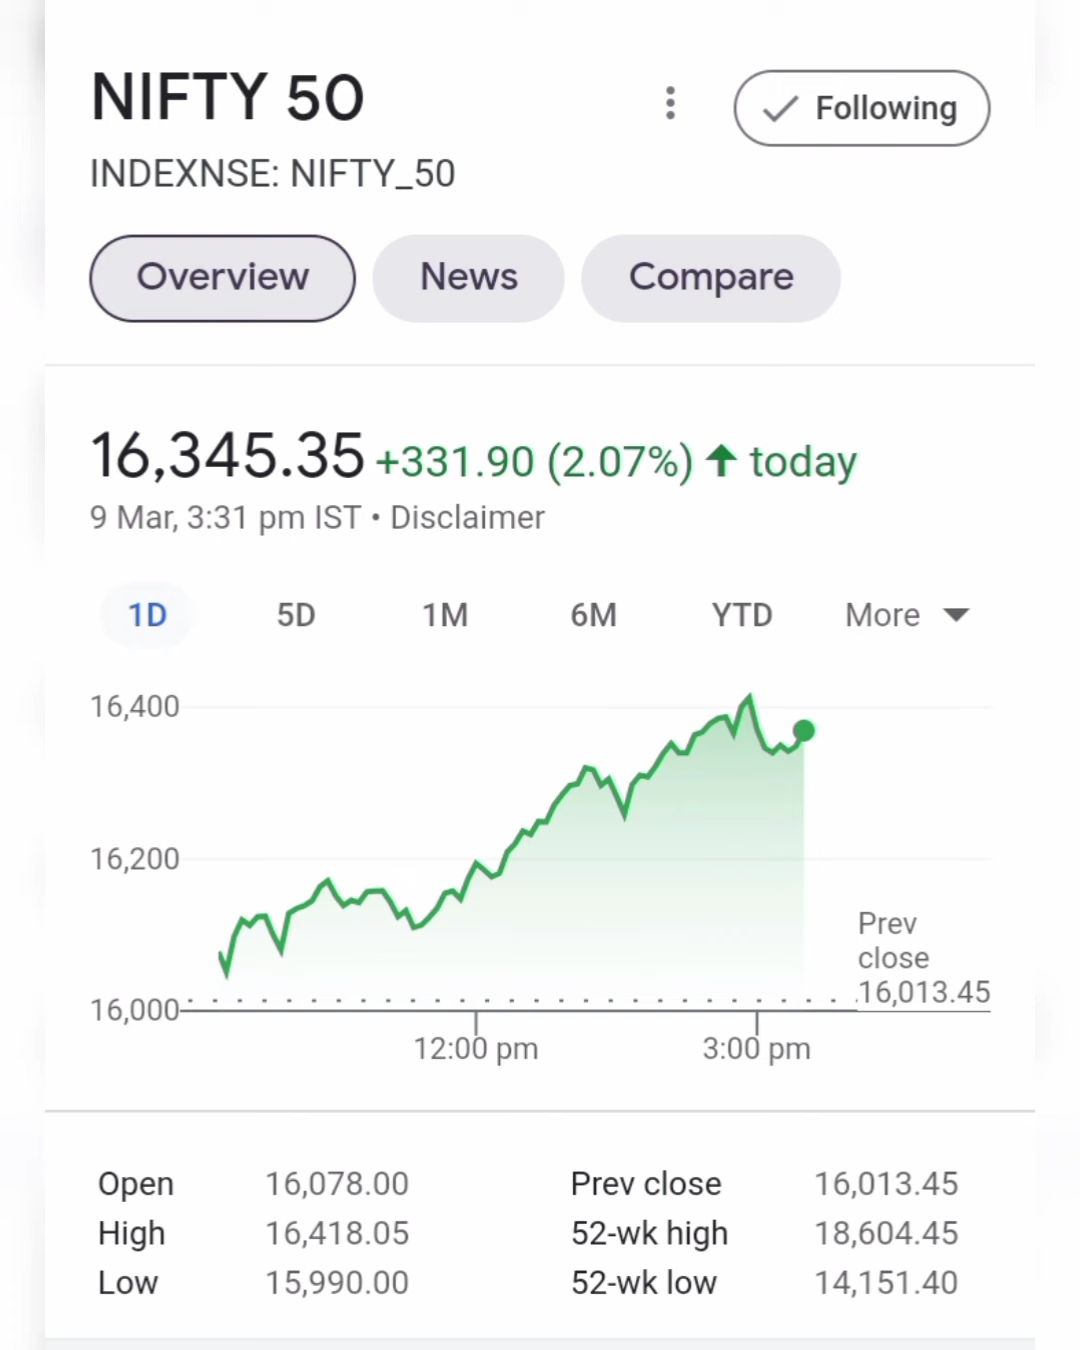 NIFTY 50
Following
INDEXNSE: NIFTY_50
Overview News Compare
16,345.35 +331.90 (2.07%) ↑ today
9 Mar, 3:31 pm IST • Disclaimer
1D 5D 1M 6M YTD More
16,400
16,200
Prev
close
16,013.45
16,000
12:00 pm 3:00 pm
Open 16,078.00 Prev close 16,013.45
High 16,418.05 52-wk high 18,604.45
Low 15,990.00 52-wk low 14,151.40